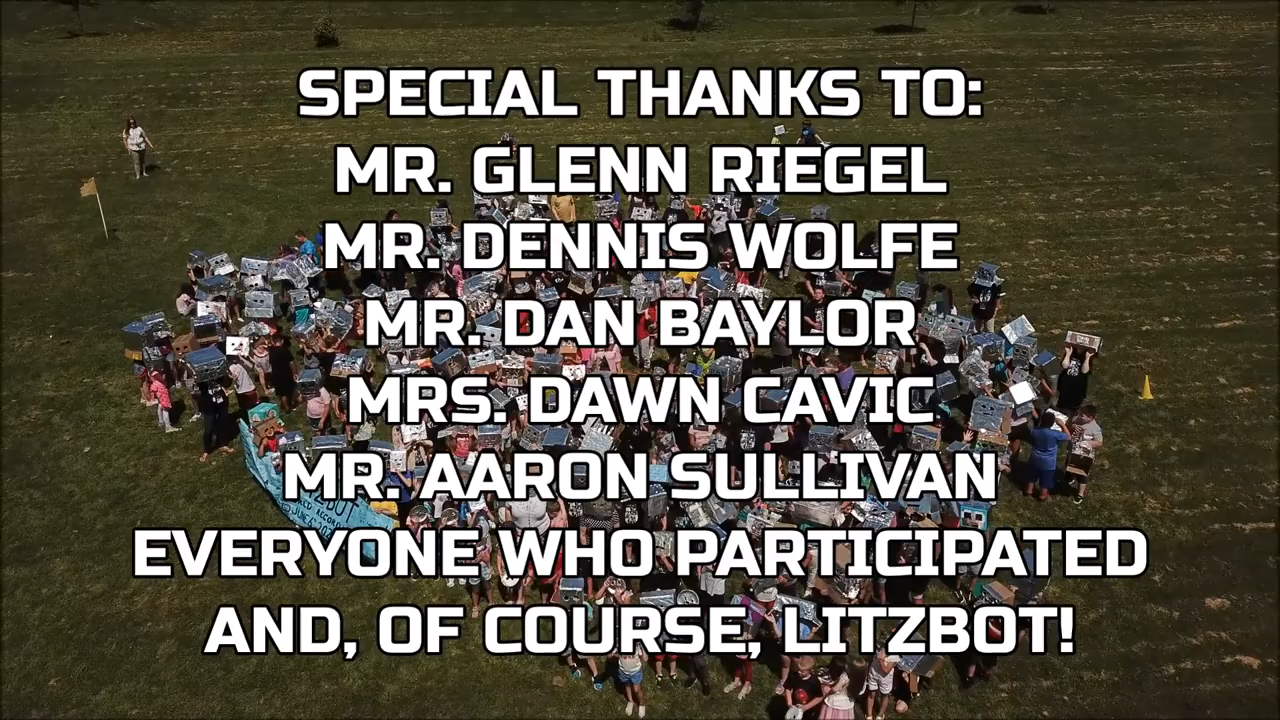 SPECIAL THANKS TO:
MR. GLENN RIEGEL
MR. DENNIS WOLFE
MR. DAN BAYLOR
MRS. DAWN CAVIC
MR. AARON SULLIVAN
EVERYONE WHO PARTICIPATED
AND, OF COURSE, LITZBOT!